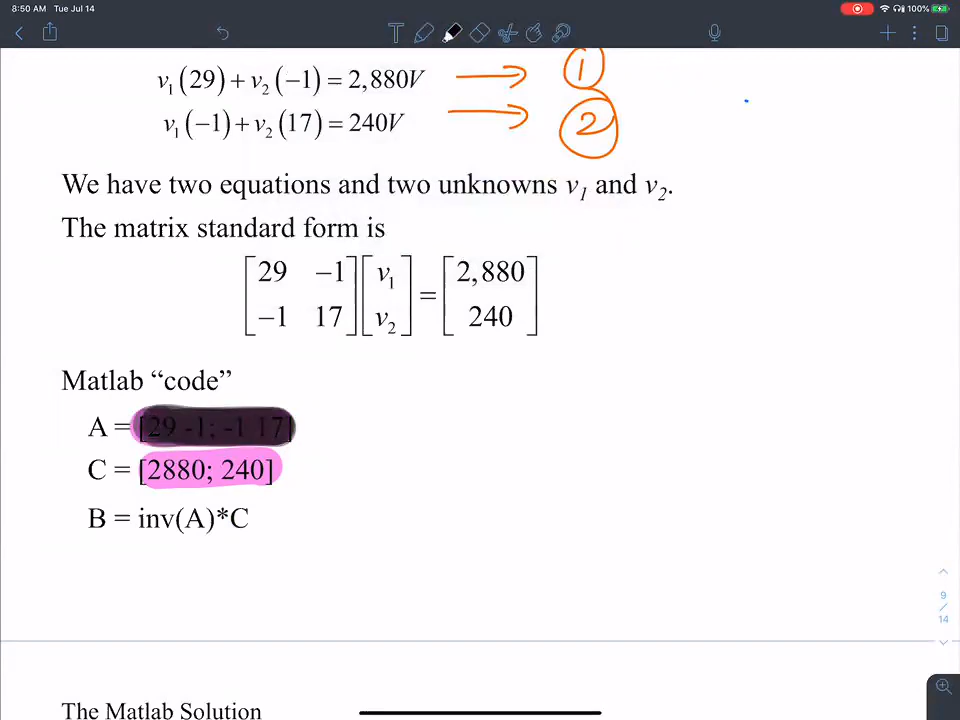 8:50 AM Tue Jul 14
100%
v₁(29) + v₂(−1) = 2,880V 1
v₁(−1) + v₂(17) = 240V 2
We have two equations and two unknowns v₁ and v₂.
The matrix standard form is
[29 −1; −1 17] [v₁; v₂] = [2,880; 240]
Matlab “code”
A = [29 -1; -1 17]
C = [2880; 240]
B = inv(A)*C
9
/
14
The Matlab Solution